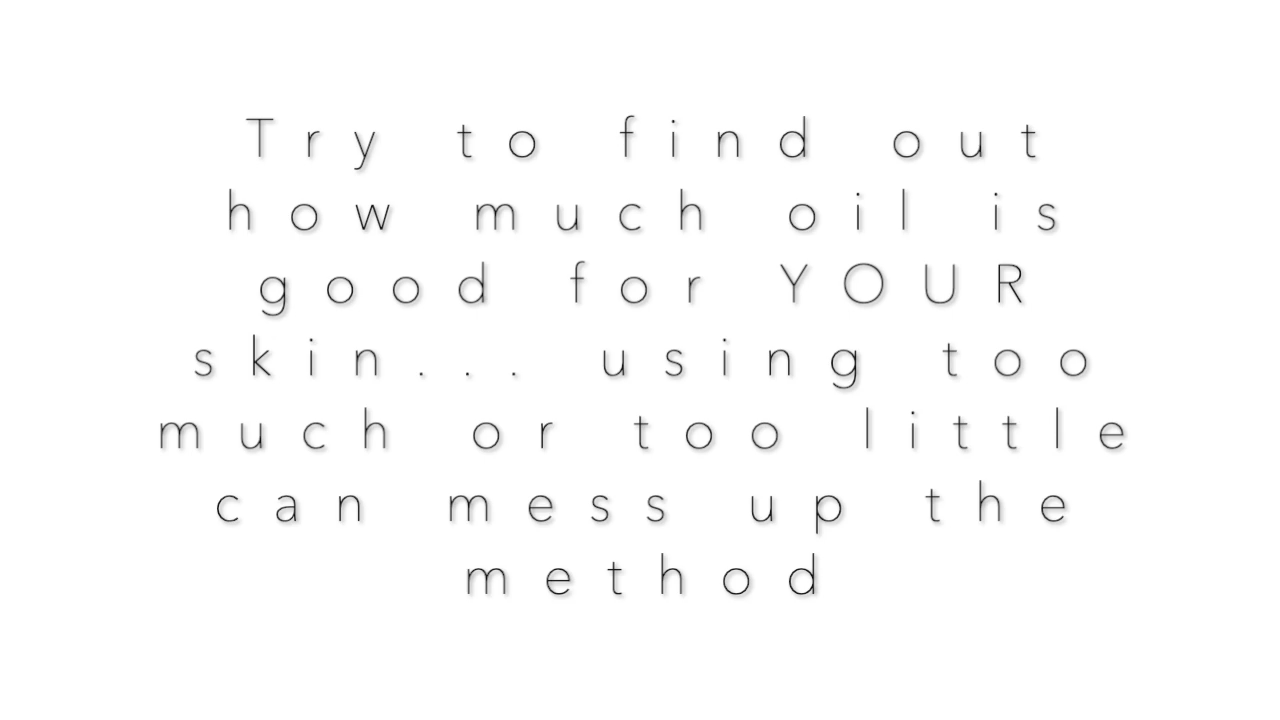 Try to find out
how much oil is
good for YOUR
skin... using too
much or too little
can mess up the
method